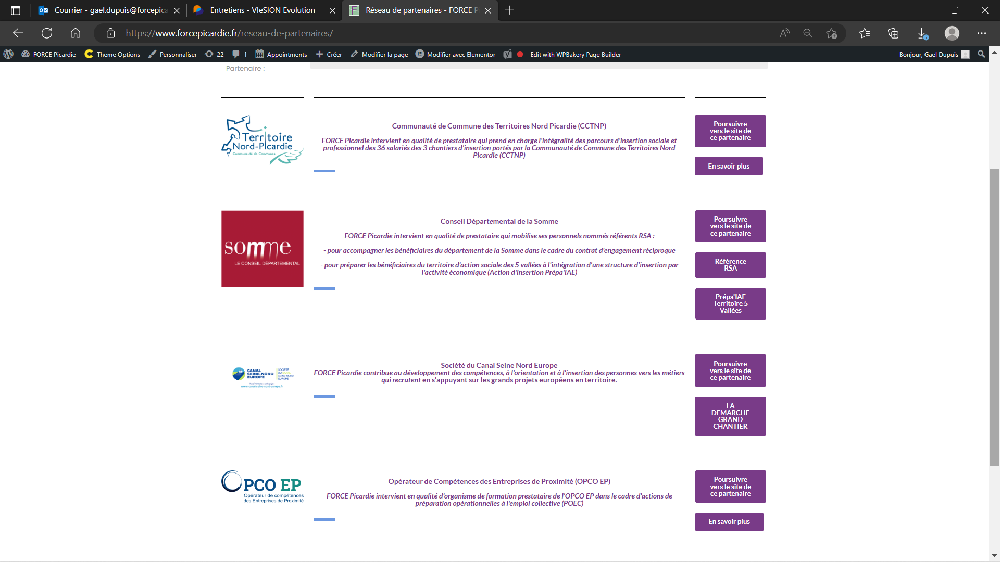 Courrier - gael.dupuis@forcepica
Entretiens - VIeSION Evolution
Réseau de partenaires - FORCE P
https://www.forcepicardie.fr/reseau-de-partenaires/
FORCE Picardie
Theme Options
Personnaliser
22
1
Appointments
Créer
Modifier la page
Modifier avec Elementor
Edit with WPBakery Page Builder
Bonjour, Gaël Dupuis
Partenaire :
Territoire
Nord-Picardie
Communauté de Communes
Communauté de Commune des Territoires Nord Picardie (CCTNP)
FORCE Picardie intervient en qualité de prestataire qui prend en charge l'intégralité des parcours d'insertion sociale et
professionnel des 36 salariés des 3 chantiers d'insertion portés par la Communauté de Commune des Territoires Nord
Picardie (CCTNP)
Poursuivre
vers le site de
ce partenaire
En savoir plus
somme
LE CONSEIL DÉPARTEMENTAL
Conseil Départemental de la Somme
FORCE Picardie intervient en qualité de prestataire qui mobilise ses personnels nommés référents RSA :
- pour accompagner les bénéficiaires du département de la Somme dans le cadre du contrat d'engagement réciproque
- pour préparer les bénéficiaires du territoire d'action sociale des 5 vallées à l'intégration d'une structure d'insertion par
l'activité économique (Action d'insertion Prépa'IAE)
Poursuivre
vers le site de
ce partenaire
Référence
RSA
Prépa'IAE
Territoire 5
Vallées
CANAL
SEINE-NORD
EUROPE
SOCIÉTÉ
DU CANAL
SEINE-NORD
EUROPE
www.canal-seine-nord-europe.fr
Société du Canal Seine Nord Europe
FORCE Picardie contribue au développement des compétences, à l'orientation et à l'insertion des personnes vers les métiers
qui recrutent en s'appuyant sur les grands projets européens en territoire.
Poursuivre
vers le site de
ce partenaire
LA
DEMARCHE
GRAND
CHANTIER
OPCO EP
Opérateur de compétences
des Entreprises de Proximité
Opérateur de Compétences des Entreprises de Proximité (OPCO EP)
FORCE Picardie intervient en qualité d'organisme de formation prestataire de l'OPCO EP dans le cadre d'actions de
préparation opérationnelles à l'emploi collective (POEC)
Poursuivre
vers le site de
ce partenaire
En savoir plus